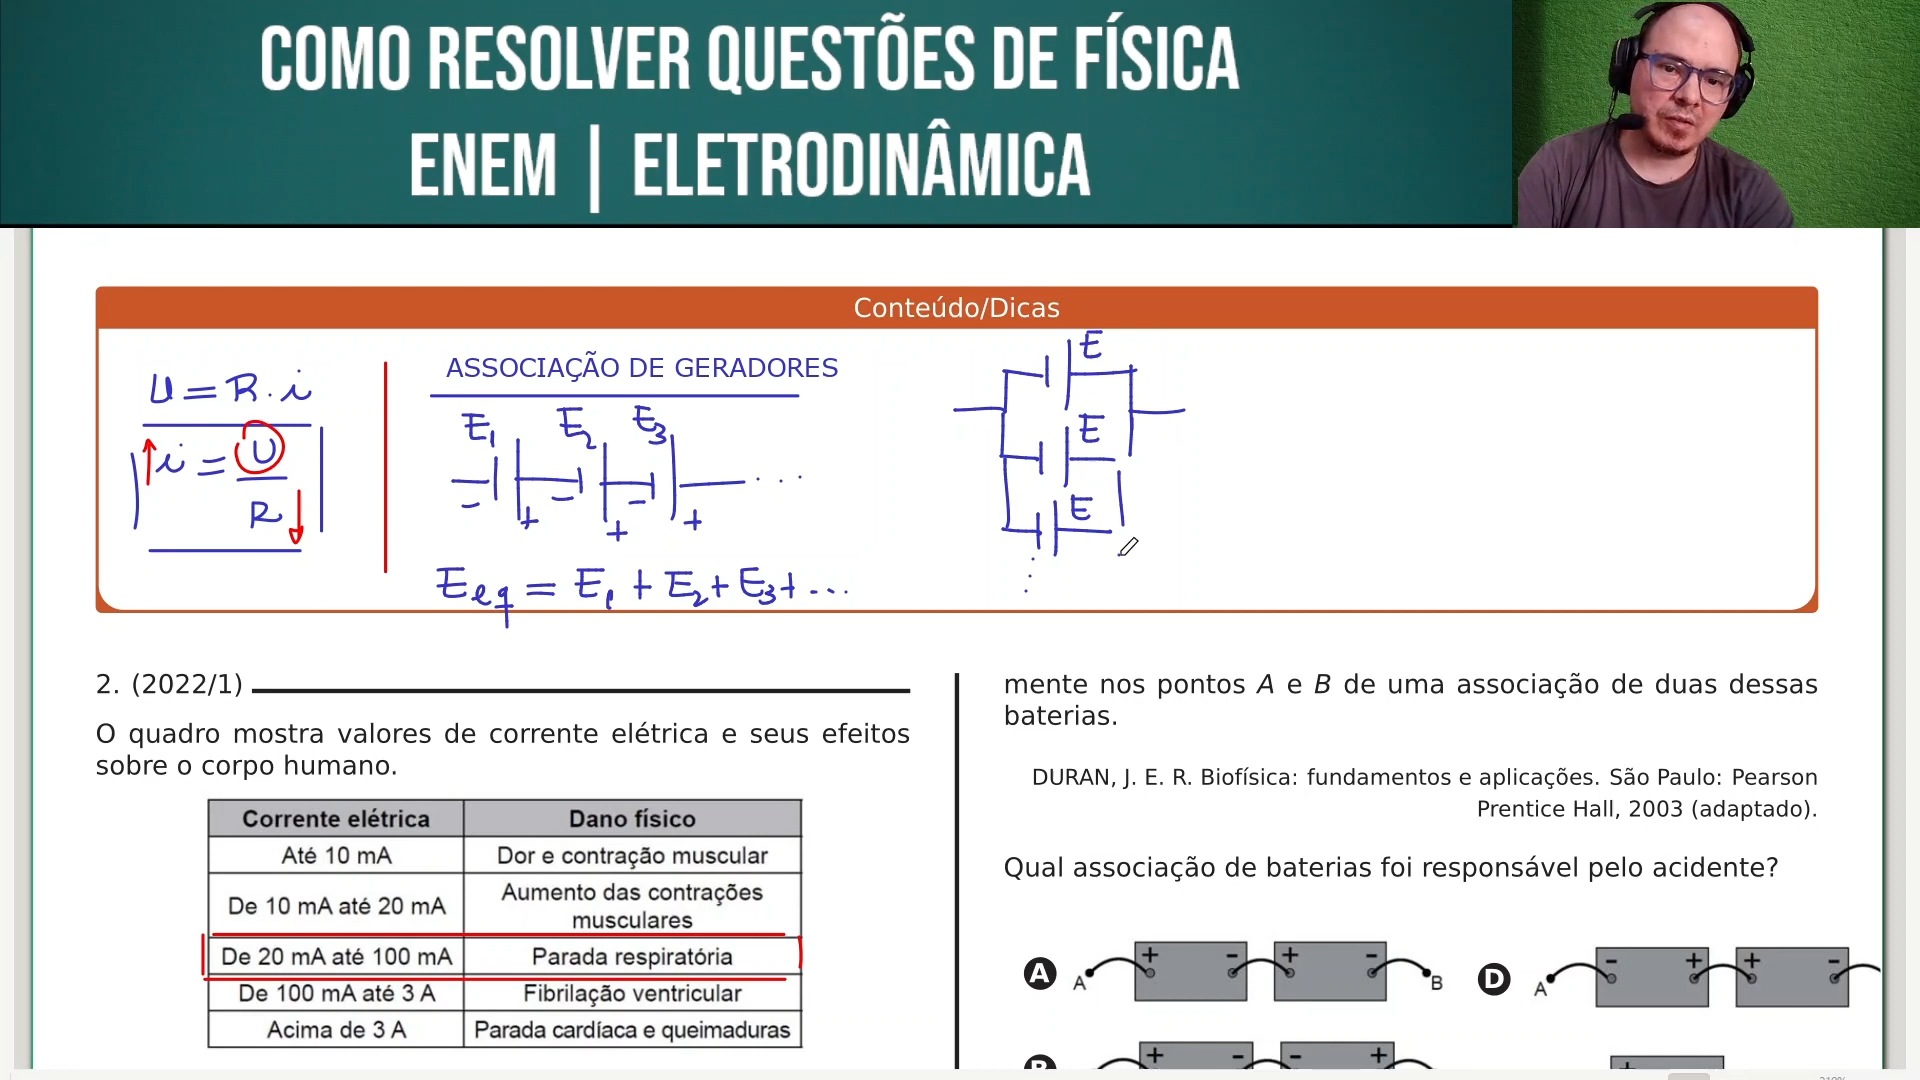 COMO RESOLVER QUESTÕES DE FÍSICA
ENEM | ELETRODINÂMICA
Conteúdo/Dicas
U = R . i
i = U
R
ASSOCIAÇÃO DE GERADORES
E1 E2 E3
- + - + - + ...
Eeq = E1 + E2 + E3 + ...
E
E
E
2. (2022/1)
O quadro mostra valores de corrente elétrica e seus efeitos
sobre o corpo humano.
Corrente elétrica Dano físico
Até 10 mA Dor e contração muscular
De 10 mA até 20 mA Aumento das contrações
musculares
De 20 mA até 100 mA Parada respiratória
De 100 mA até 3 A Fibrilação ventricular
Acima de 3 A Parada cardíaca e queimaduras
mente nos pontos A e B de uma associação de duas dessas
baterias.
DURAN, J. E. R. Biofísica: fundamentos e aplicações. São Paulo: Pearson
Prentice Hall, 2003 (adaptado).
Qual associação de baterias foi responsável pelo acidente?
A A + - + - B
D A - + + -
+ - - +